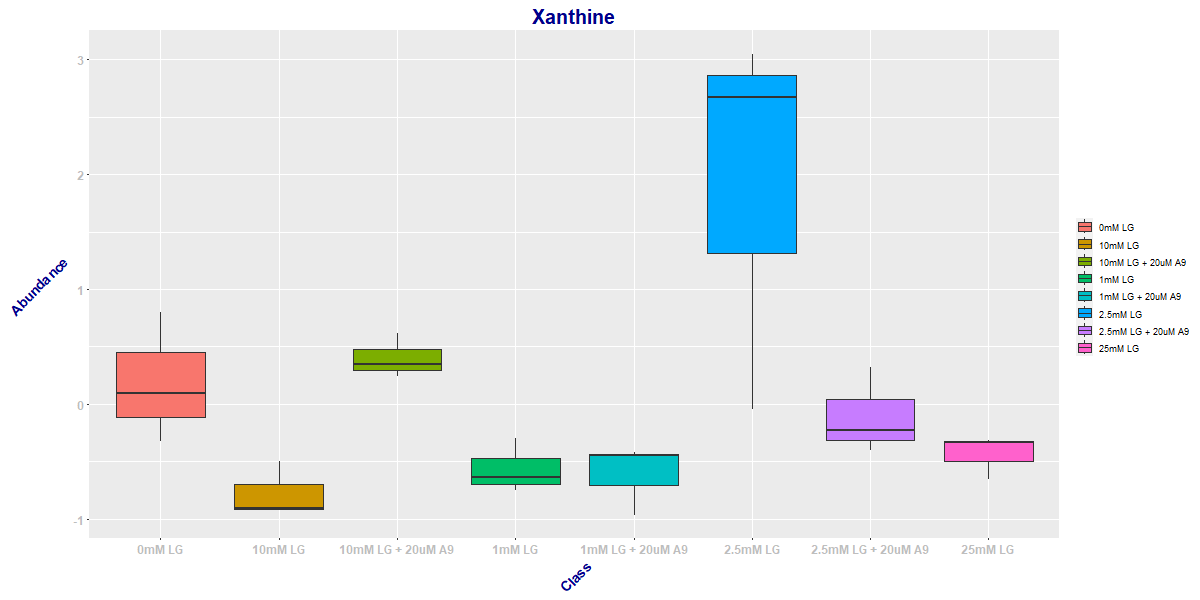 Xanthine
3
2
1
0
-1
Abundance
0mM LG
10mM LG
10mM LG + 20uM A9
1mM LG
1mM LG + 20uM A9
2.5mM LG
2.5mM LG + 20uM A9
25mM LG
Class
0mM LG
10mM LG
10mM LG + 20uM A9
1mM LG
1mM LG + 20uM A9
2.5mM LG
2.5mM LG + 20uM A9
25mM LG